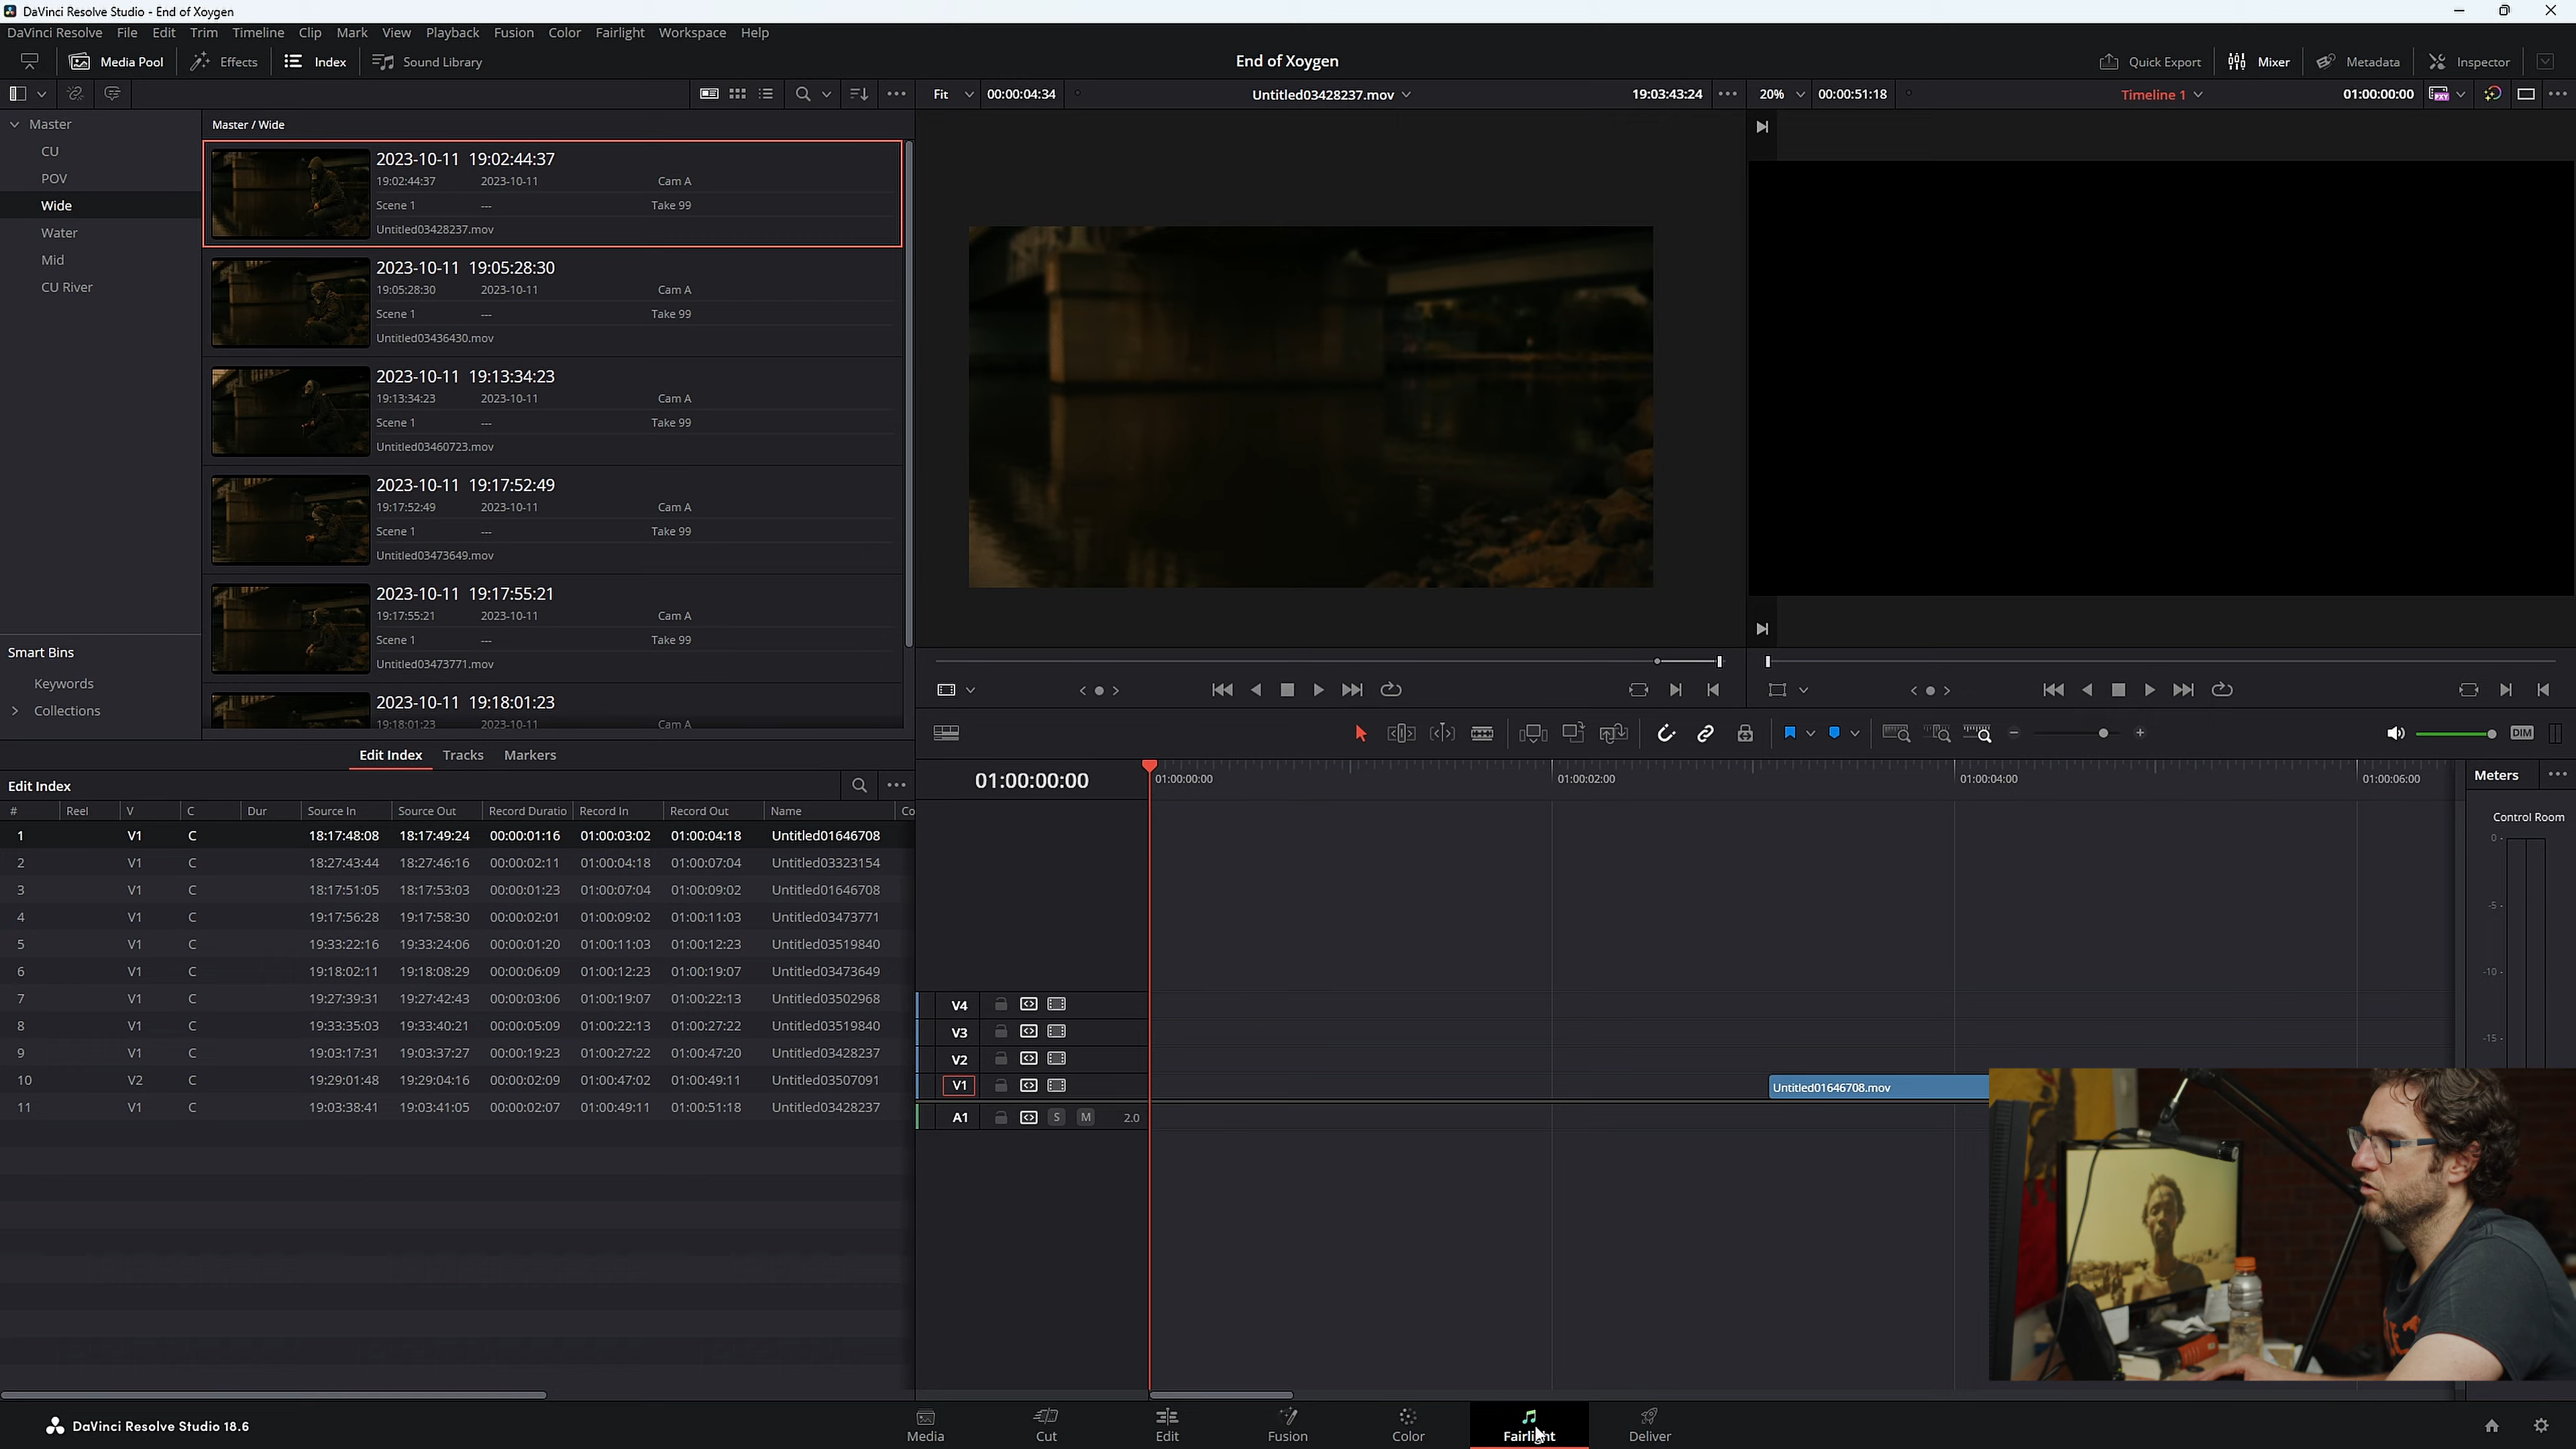 DaVinci Resolve Studio - End of Xoygen
DaVinci Resolve File Edit Trim Timeline Clip Mark View Playback Fusion Color Fairlight Workspace Help
Media Pool Effects Index Sound Library End of Xoygen Quick Export Mixer Metadata Inspector
Fit 00:00:04:34 Untitled03428237.mov 19:03:43:24 20% 00:00:51:18 Timeline 1 01:00:00:00
Master
CU
POV
Wide
Water
Mid
CU River
Smart Bins
Keywords
Collections
Master / Wide
2023-10-11 19:02:44:37
19:02:44:37 2023-10-11 Cam A
Scene 1 --- Take 99
Untitled03428237.mov
2023-10-11 19:05:28:30
19:05:28:30 2023-10-11 Cam A
Scene 1 --- Take 99
Untitled03436430.mov
2023-10-11 19:13:34:23
19:13:34:23 2023-10-11 Cam A
Scene 1 --- Take 99
Untitled03460723.mov
2023-10-11 19:17:52:49
19:17:52:49 2023-10-11 Cam A
Scene 1 --- Take 99
Untitled03473649.mov
2023-10-11 19:17:55:21
19:17:55:21 2023-10-11 Cam A
Scene 1 --- Take 99
Untitled03473771.mov
2023-10-11 19:18:01:23
19:18:01:23 2023-10-11 Cam A
Edit Index Tracks Markers
Edit Index
# Reel V C Dur Source In Source Out Record Duratio Record In Record Out Name Co
1 V1 C 18:17:48:08 18:17:49:24 00:00:01:16 01:00:03:02 01:00:04:18 Untitled01646708
2 V1 C 18:27:43:44 18:27:46:16 00:00:02:11 01:00:04:18 01:00:07:04 Untitled03323154
3 V1 C 18:17:51:05 18:17:53:03 00:00:01:23 01:00:07:04 01:00:09:02 Untitled01646708
4 V1 C 19:17:56:28 19:17:58:30 00:00:02:01 01:00:09:02 01:00:11:03 Untitled03473771
5 V1 C 19:33:22:16 19:33:24:06 00:00:01:20 01:00:11:03 01:00:12:23 Untitled03519840
6 V1 C 19:18:02:11 19:18:08:29 00:00:06:09 01:00:12:23 01:00:19:07 Untitled03473649
7 V1 C 19:27:39:31 19:27:42:43 00:00:03:06 01:00:19:07 01:00:22:13 Untitled03502968
8 V1 C 19:33:35:03 19:33:40:21 00:00:05:09 01:00:22:13 01:00:27:22 Untitled03519840
9 V1 C 19:03:17:31 19:03:37:27 00:00:19:23 01:00:27:22 01:00:47:20 Untitled03428237
10 V2 C 19:29:01:48 19:29:04:16 00:00:02:09 01:00:47:02 01:00:49:11 Untitled03507091
11 V1 C 19:03:38:41 19:03:41:05 00:00:02:07 01:00:49:11 01:00:51:18 Untitled03428237
DIM
01:00:00:00 01:00:00:00 01:00:02:00 01:00:04:00 01:00:06:00
V4
V3
V2
V1 Untitled01646708.mov
A1 S M 2.0
Meters
Control Room
0
-5
-10
-15
DaVinci Resolve Studio 18.6
Media Cut Edit Fusion Color Fairlight Deliver